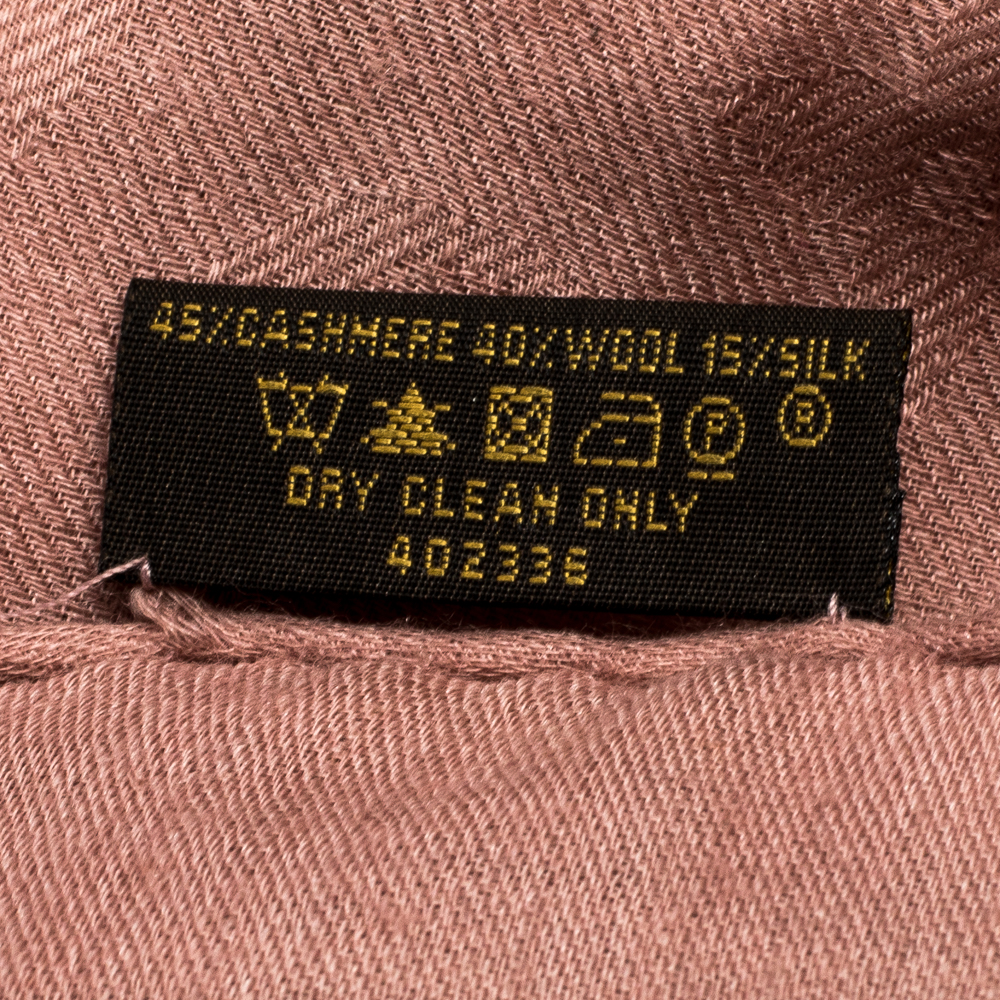 45%CASHMERE 40%WOOL 15%SILK
P ®
DRY CLEAN ONLY
402336